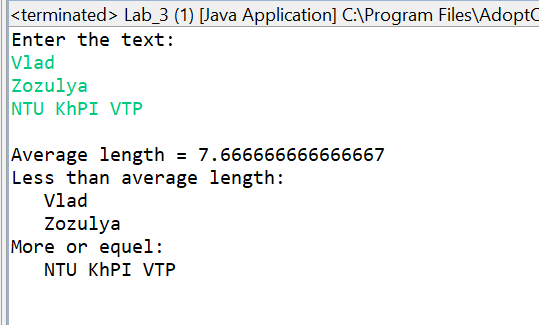 <terminated> Lab_3 (1) [Java Application] C:\Program Files\Adopt
Enter the text:
Vlad
Zozulya
NTU KhPI VTP
Average length = 7.666666666666667
Less than average length:
Vlad
Zozulya
More or equel:
NTU KhPI VTP